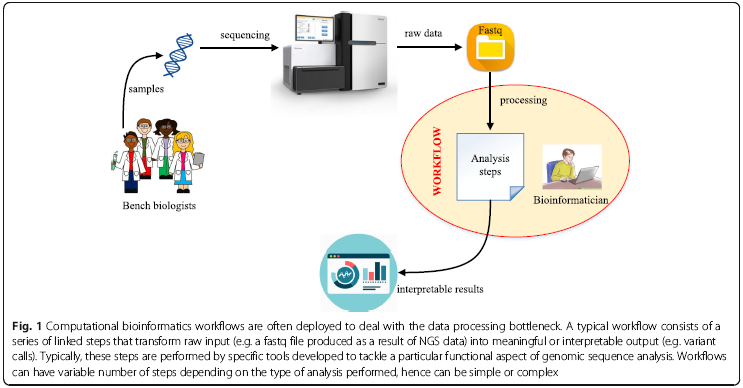 sequencing
raw data
Fastq
samples
processing
WORKFLOW
Analysis
steps
Bench biologists
Bioinformatician
interpretable results
Fig. 1 Computational bioinformatics workflows are often deployed to deal with the data processing bottleneck. A typical workflow consists of a
series of linked steps that transform raw input (e.g. a fastq file produced as a result of NGS data) into meaningful or interpretable output (e.g. variant
calls). Typically, these steps are performed by specific tools developed to tackle a particular functional aspect of genomic sequence analysis. Workflows
can have variable number of steps depending on the type of analysis performed, hence can be simple or complex